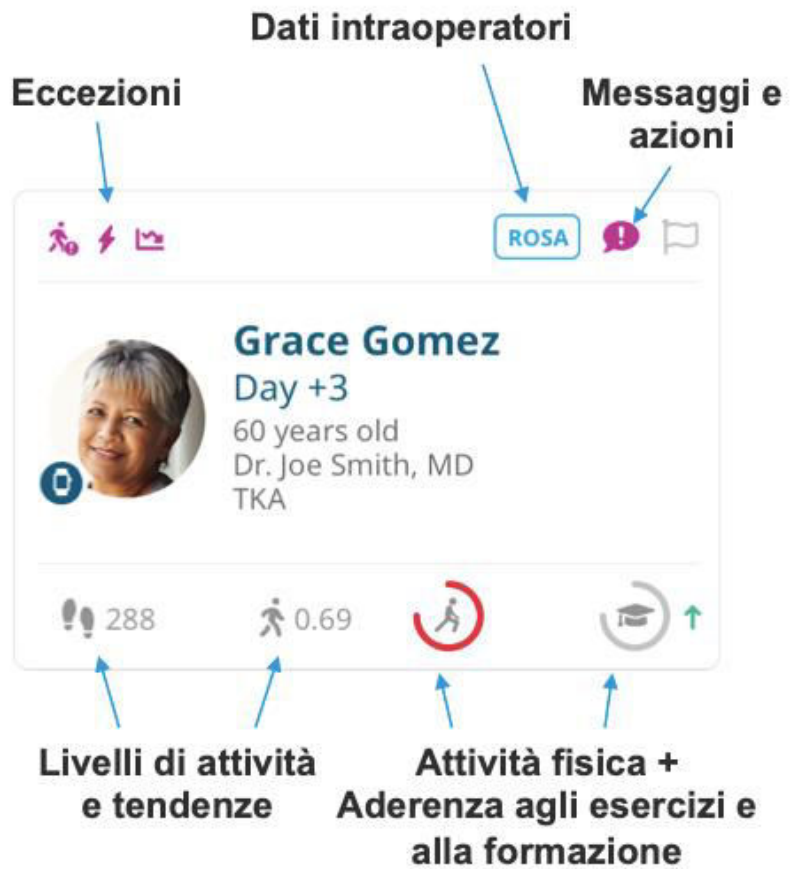 Dati intraoperatori
Eccezioni
Messaggi e
azioni
ROSA
Grace Gomez
Day +3
60 years old
Dr. Joe Smith, MD
TKA
288
0.69
Livelli di attività
e tendenze
Attività fisica +
Aderenza agli esercizi e
alla formazione